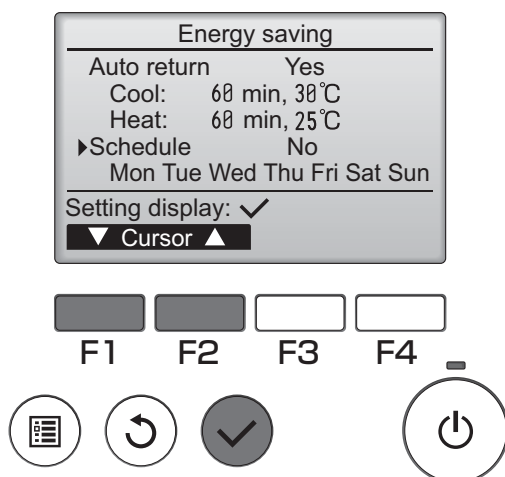 Energy saving
Auto return Yes
Cool: 60 min, 30℃
Heat: 60 min, 25℃
▶Schedule No
Mon Tue Wed Thu Fri Sat Sun
Setting display: ✓
▼ Cursor ▲
F1 F2 F3 F4